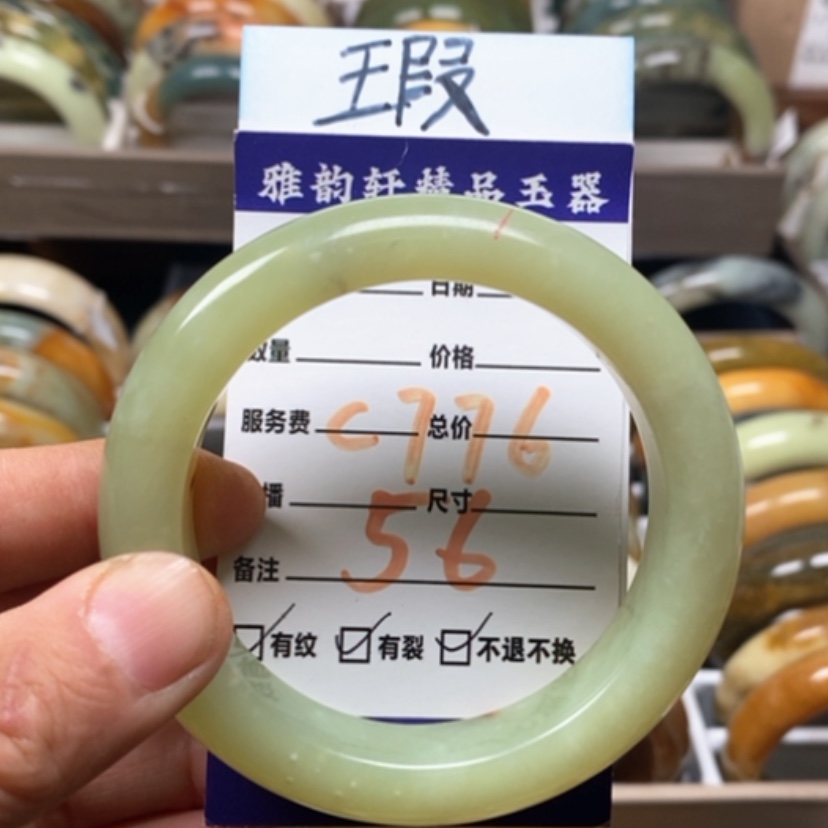 瑕
雅韵轩精品玉器
日期
数量 价格
服务费 总价
C776
播 尺寸
56
备注
☑有纹 ☑有裂 ☑不退不换